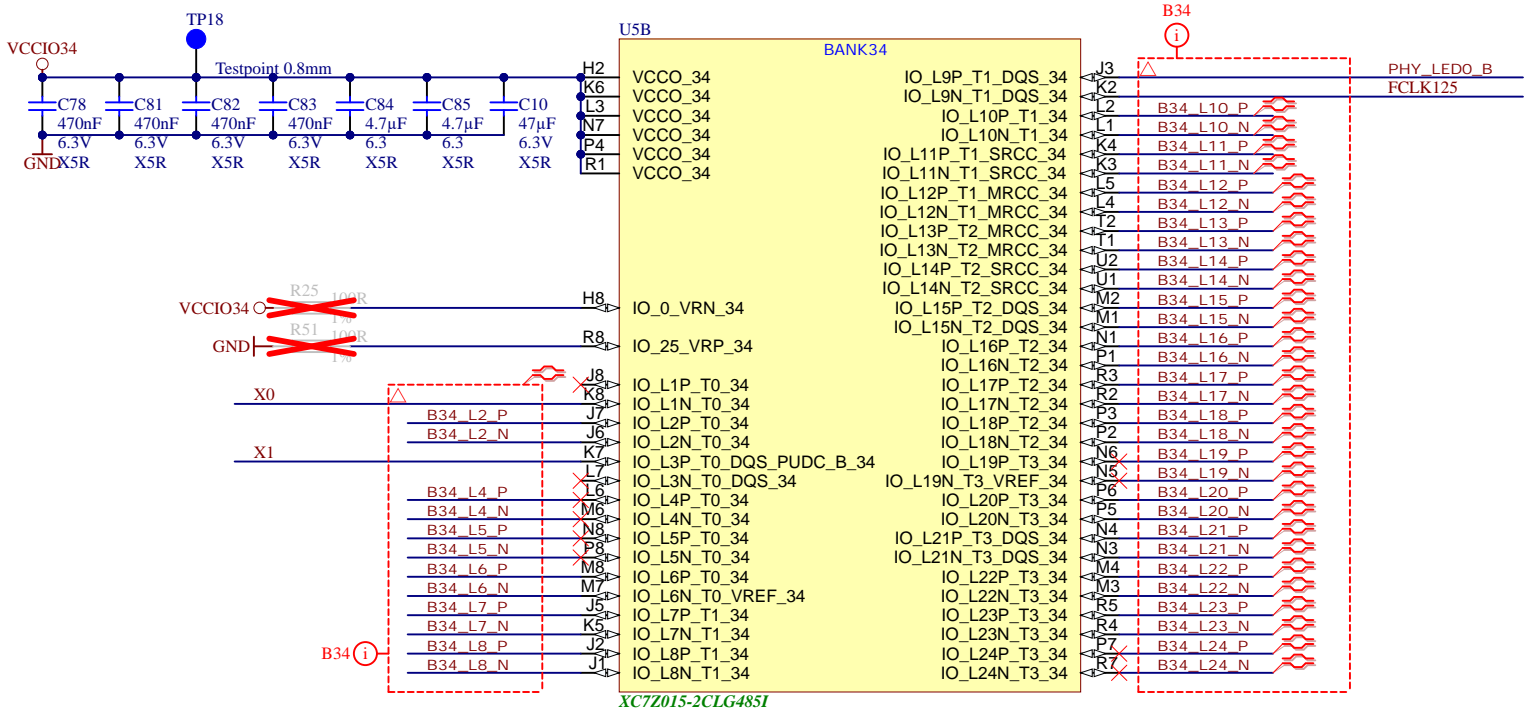 TP18
VCCIO34
Testpoint 0.8mm
C78
470nF
6.3V
X5R
C81
470nF
6.3V
X5R
C82
470nF
6.3V
X5R
C83
470nF
6.3V
X5R
C84
4.7µF
6.3
X5R
C85
4.7µF
6.3
X5R
C10
47µF
6.3V
X5R
GND
U5B
BANK34
H2 VCCO_34
K6 VCCO_34
L3 VCCO_34
N7 VCCO_34
P4 VCCO_34
R1 VCCO_34
VCCIO34 R25 100R 1% H8 IO_0_VRN_34
GND R51 100R 1% R8 IO_25_VRP_34
J8 IO_L1P_T0_34
X0 K8 IO_L1N_T0_34
B34_L2_P J7 IO_L2P_T0_34
B34_L2_N J6 IO_L2N_T0_34
X1 K7 IO_L3P_T0_DQS_PUDC_B_34
L7 IO_L3N_T0_DQS_34
B34_L4_P L6 IO_L4P_T0_34
B34_L4_N M6 IO_L4N_T0_34
B34_L5_P N8 IO_L5P_T0_34
B34_L5_N P8 IO_L5N_T0_34
B34_L6_P M8 IO_L6P_T0_34
B34_L6_N M7 IO_L6N_T0_VREF_34
B34_L7_P J5 IO_L7P_T1_34
B34_L7_N K5 IO_L7N_T1_34
B34_L8_P J2 IO_L8P_T1_34
B34_L8_N J1 IO_L8N_T1_34
B34 i
B34
i
IO_L9P_T1_DQS_34 J3 PHY_LED0_B
IO_L9N_T1_DQS_34 K2 FCLK125
IO_L10P_T1_34 L2 B34_L10_P
IO_L10N_T1_34 L1 B34_L10_N
IO_L11P_T1_SRCC_34 K4 B34_L11_P
IO_L11N_T1_SRCC_34 K3 B34_L11_N
IO_L12P_T1_MRCC_34 L5 B34_L12_P
IO_L12N_T1_MRCC_34 L4 B34_L12_N
IO_L13P_T2_MRCC_34 T2 B34_L13_P
IO_L13N_T2_MRCC_34 T1 B34_L13_N
IO_L14P_T2_SRCC_34 U2 B34_L14_P
IO_L14N_T2_SRCC_34 U1 B34_L14_N
IO_L15P_T2_DQS_34 M2 B34_L15_P
IO_L15N_T2_DQS_34 M1 B34_L15_N
IO_L16P_T2_34 N1 B34_L16_P
IO_L16N_T2_34 P1 B34_L16_N
IO_L17P_T2_34 R3 B34_L17_P
IO_L17N_T2_34 R2 B34_L17_N
IO_L18P_T2_34 P3 B34_L18_P
IO_L18N_T2_34 P2 B34_L18_N
IO_L19P_T3_34 N6 B34_L19_P
IO_L19N_T3_VREF_34 N5 B34_L19_N
IO_L20P_T3_34 P6 B34_L20_P
IO_L20N_T3_34 P5 B34_L20_N
IO_L21P_T3_DQS_34 N4 B34_L21_P
IO_L21N_T3_DQS_34 N3 B34_L21_N
IO_L22P_T3_34 M4 B34_L22_P
IO_L22N_T3_34 M3 B34_L22_N
IO_L23P_T3_34 R5 B34_L23_P
IO_L23N_T3_34 R4 B34_L23_N
IO_L24P_T3_34 P7 B34_L24_P
IO_L24N_T3_34 R7 B34_L24_N
XC7Z015-2CLG485I